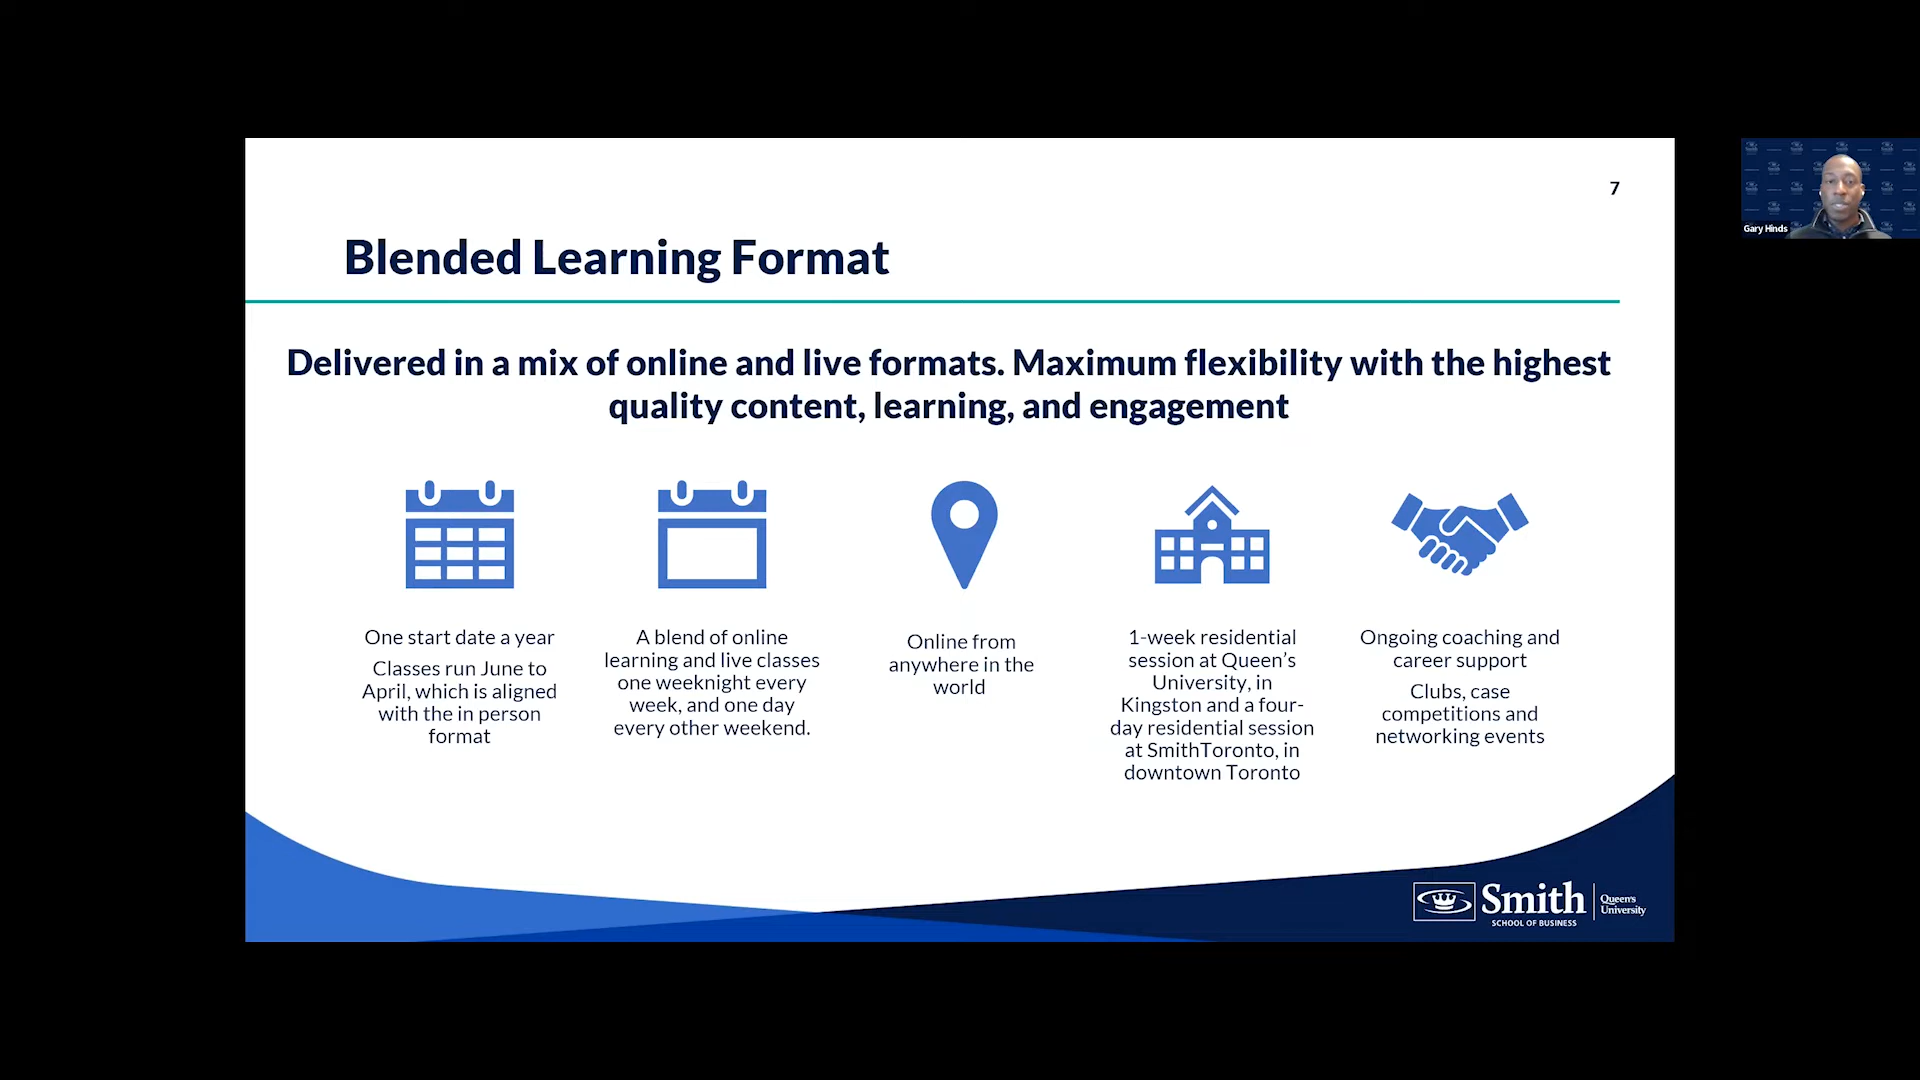 7
Gary Hinds
Blended Learning Format
Delivered in a mix of online and live formats. Maximum flexibility with the highest
quality content, learning, and engagement
One start date a year
Classes run June to
April, which is aligned
with the in person
format
A blend of online
learning and live classes
one weeknight every
week, and one day
every other weekend.
Online from
anywhere in the
world
1-week residential
session at Queen's
University, in
Kingston and a four-
day residential session
at SmithToronto, in
downtown Toronto
Ongoing coaching and
career support
Clubs, case
competitions and
networking events
Smith
SCHOOL OF BUSINESS
Queen's
University